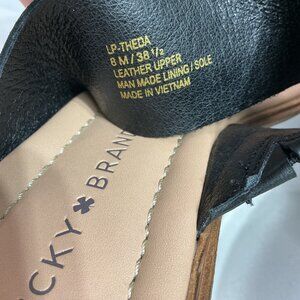 LP-THEDA
8 M / 38 1/2
LEATHER UPPER
MAN MADE LINING / SOLE
MADE IN VIETNAM
CKY BRAND